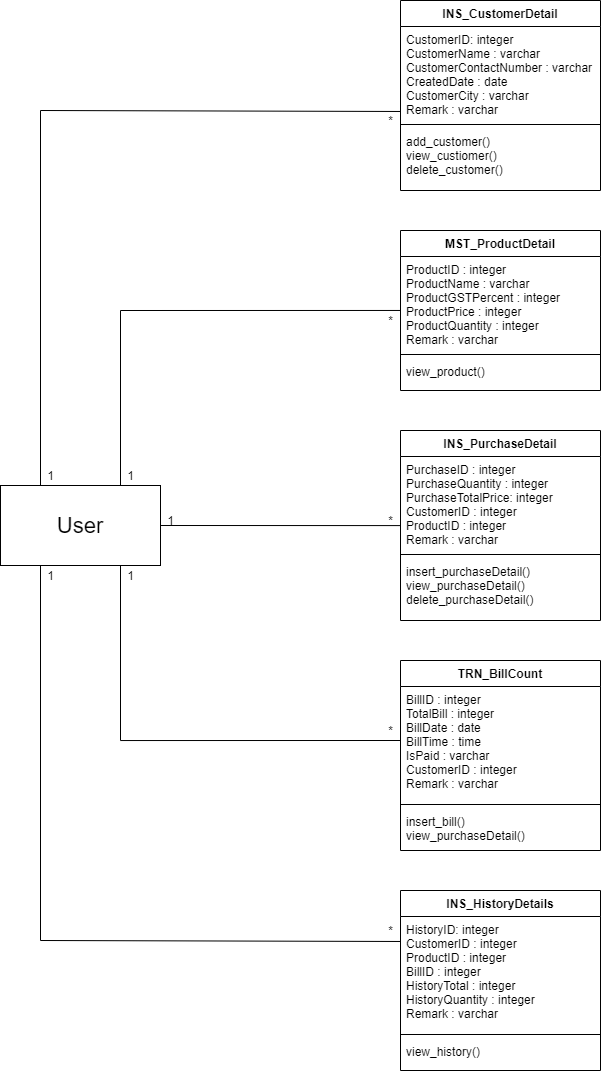 INS_CustomerDetail
CustomerID: integer
CustomerName : varchar
CustomerContactNumber : varchar
CreatedDate : date
CustomerCity : varchar
Remark : varchar
*
add_customer()
view_custiomer()
delete_customer()
MST_ProductDetail
ProductID : integer
ProductName : varchar
ProductGSTPercent : integer
ProductPrice : integer
*
ProductQuantity : integer
Remark : varchar
view_product()
INS_PurchaseDetail
PurchaseID : integer
1
1
PurchaseQuantity : integer
PurchaseTotalPrice: integer
CustomerID : integer
User
1
*
ProductID : integer
Remark : varchar
insert_purchaseDetail()
1
1
view_purchaseDetail()
delete_purchaseDetail()
TRN_BillCount
BillID : integer
TotalBill : integer
*
BillDate : date
BillTime : time
IsPaid : varchar
CustomerID : integer
Remark : varchar
insert_bill()
view_purchaseDetail()
INS_HistoryDetails
*
HistoryID: integer
CustomerID : integer
ProductID : integer
BillID : integer
HistoryTotal : integer
HistoryQuantity : integer
Remark : varchar
view_history()